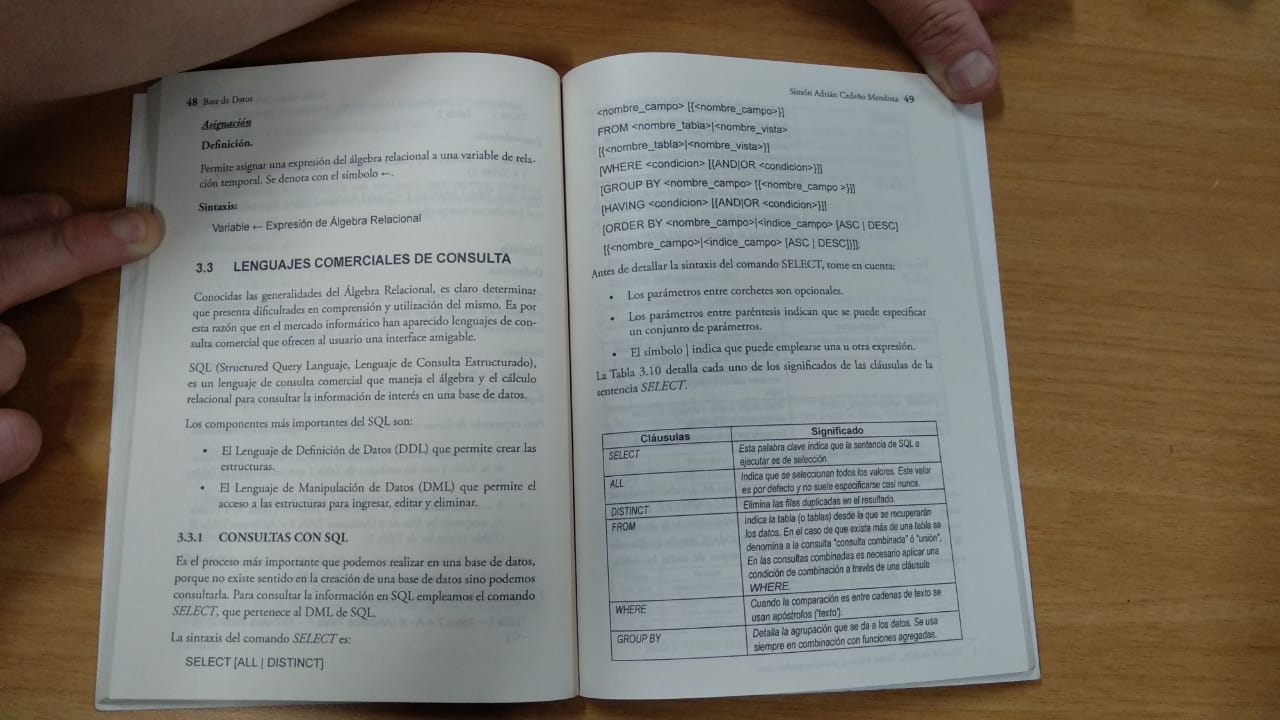 48 Base de Datos
Asignación
Definición.
Permite asignar una expresión del álgebra relacional a una variable de rela-
ción temporal. Se denota con el símbolo ←.
Sintaxis:
Variable ← Expresión de Álgebra Relacional
3.3 LENGUAJES COMERCIALES DE CONSULTA
Conocidas las generalidades del Álgebra Relacional, es claro determinar
que presenta dificultades en comprensión y utilización del mismo. Es por
esta razón que en el mercado informático han aparecido lenguajes de con-
sulta comercial que ofrecen al usuario una interface amigable.
SQL (Structured Query Languaje, Lenguaje de Consulta Estructurado),
es un lenguaje de consulta comercial que maneja el álgebra y el cálculo
relacional para consultar la información de interés en una base de datos.
Los componentes más importantes del SQL son:
• El Lenguaje de Definición de Datos (DDL) que permite crear las
estructuras.
• El Lenguaje de Manipulación de Datos (DML) que permite el
acceso a las estructuras para ingresar, editar y eliminar.
3.3.1 CONSULTAS CON SQL
Es el proceso más importante que podemos realizar en una base de datos,
porque no existe sentido en la creación de una base de datos sino podemos
consultarla. Para consultar la información en SQL empleamos el comando
SELECT, que pertenece al DML de SQL.
La sintaxis del comando SELECT es:
SELECT [ALL | DISTINCT]
Simón Adrián Cedeño Mendoza 49
<nombre_campo> [{<nombre_campo>}]
FROM <nombre_tabla>|<nombre_vista>
[{<nombre_tabla>|<nombre_vista>}]
[WHERE <condicion> [{AND|OR <condicion>}]]
[GROUP BY <nombre_campo> [{<nombre_campo >}]]
[HAVING <condicion> [{AND|OR <condicion>}]]
[ORDER BY <nombre_campo>|<indice_campo> [ASC | DESC]
[{<nombre_campo>|<indice_campo> [ASC | DESC]}]];
Antes de detallar la sintaxis del comando SELECT, tome en cuenta:
• Los parámetros entre corchetes son opcionales.
• Los parámetros entre paréntesis indican que se puede especificar
un conjunto de parámetros.
• El símbolo | indica que puede emplearse una u otra expresión.
La Tabla 3.10 detalla cada uno de los significados de las cláusulas de la
sentencia SELECT.
Cláusulas Significado
SELECT Esta palabra clave indica que la sentencia de SQL a
ejecutar es de selección.
ALL Indica que se seleccionan todos los valores. Este valor
es por defecto y no suele especificarse casi nunca.
DISTINCT Elimina las filas duplicadas en el resultado.
FROM Indica la tabla (o tablas) desde la que se recuperarán
los datos. En el caso de que exista más de una tabla se
denomina a la consulta "consulta combinada" ó "unión".
En las consultas combinadas es necesario aplicar una
condición de combinación a través de una cláusula
WHERE.
WHERE Cuando la comparación es entre cadenas de texto se
usan apóstrofos ('texto').
GROUP BY Detalla la agrupación que se da a los datos. Se usa
siempre en combinación con funciones agregadas.